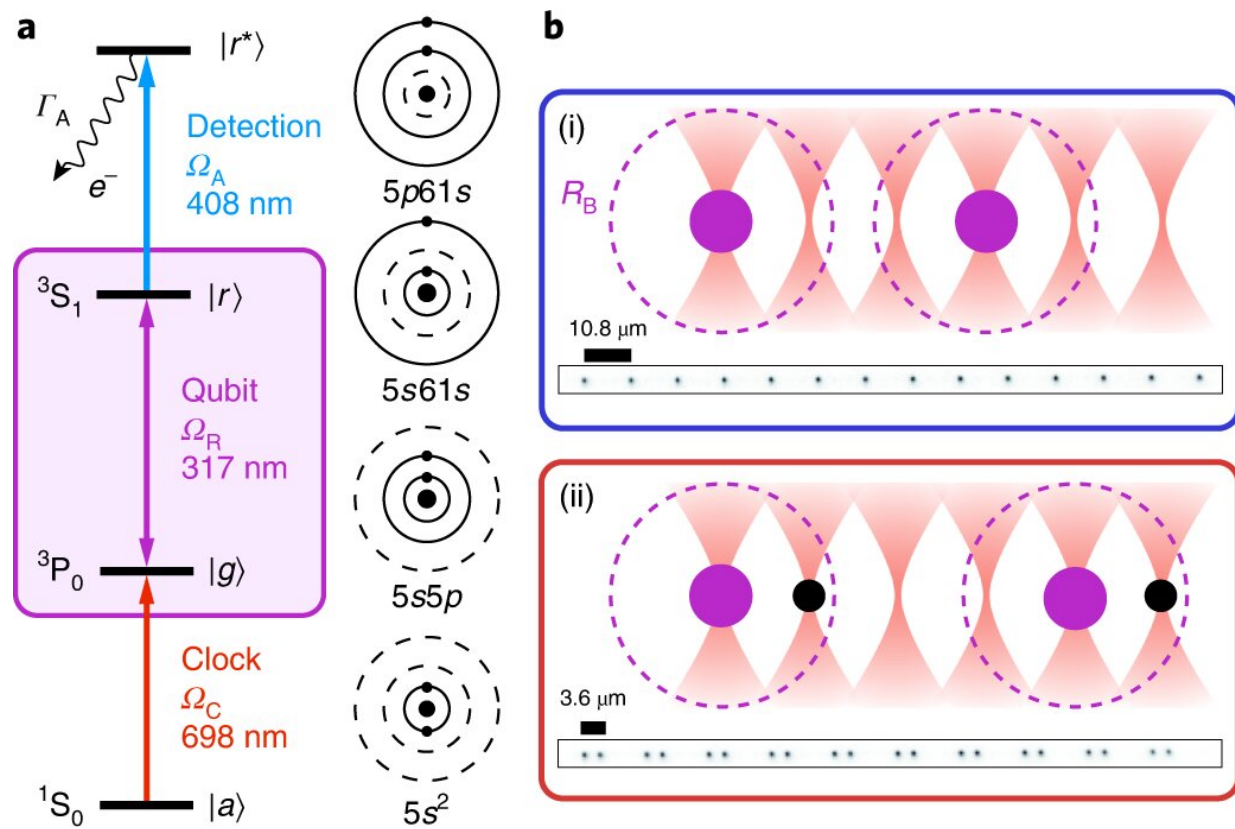 a
|r*⟩
Γ_A
e⁻
Detection
Ω_A
408 nm
5p61s
³S₁
|r⟩
5s61s
Qubit
Ω_R
317 nm
³P₀
|g⟩
5s5p
Clock
Ω_C
698 nm
¹S₀
|a⟩
5s²
b
(i)
R_B
10.8 μm
(ii)
3.6 μm